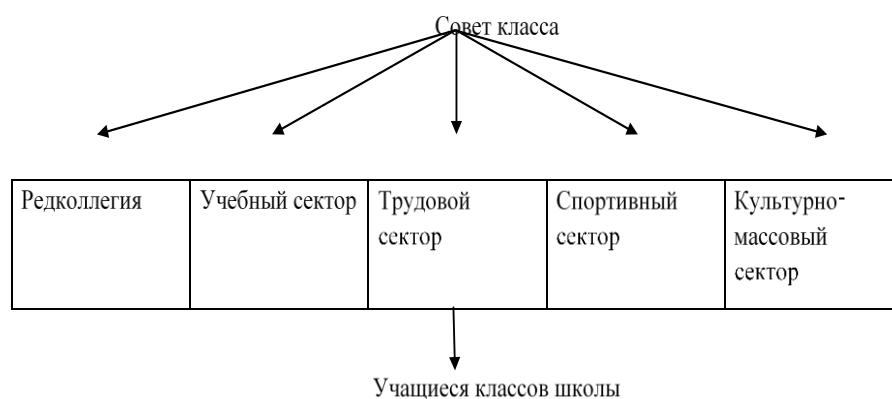 Совет класса
Редколлегия
Учебный сектор
Трудовой
сектор
Спортивный
сектор
Культурно-
массовый
сектор
Учащиеся классов школы